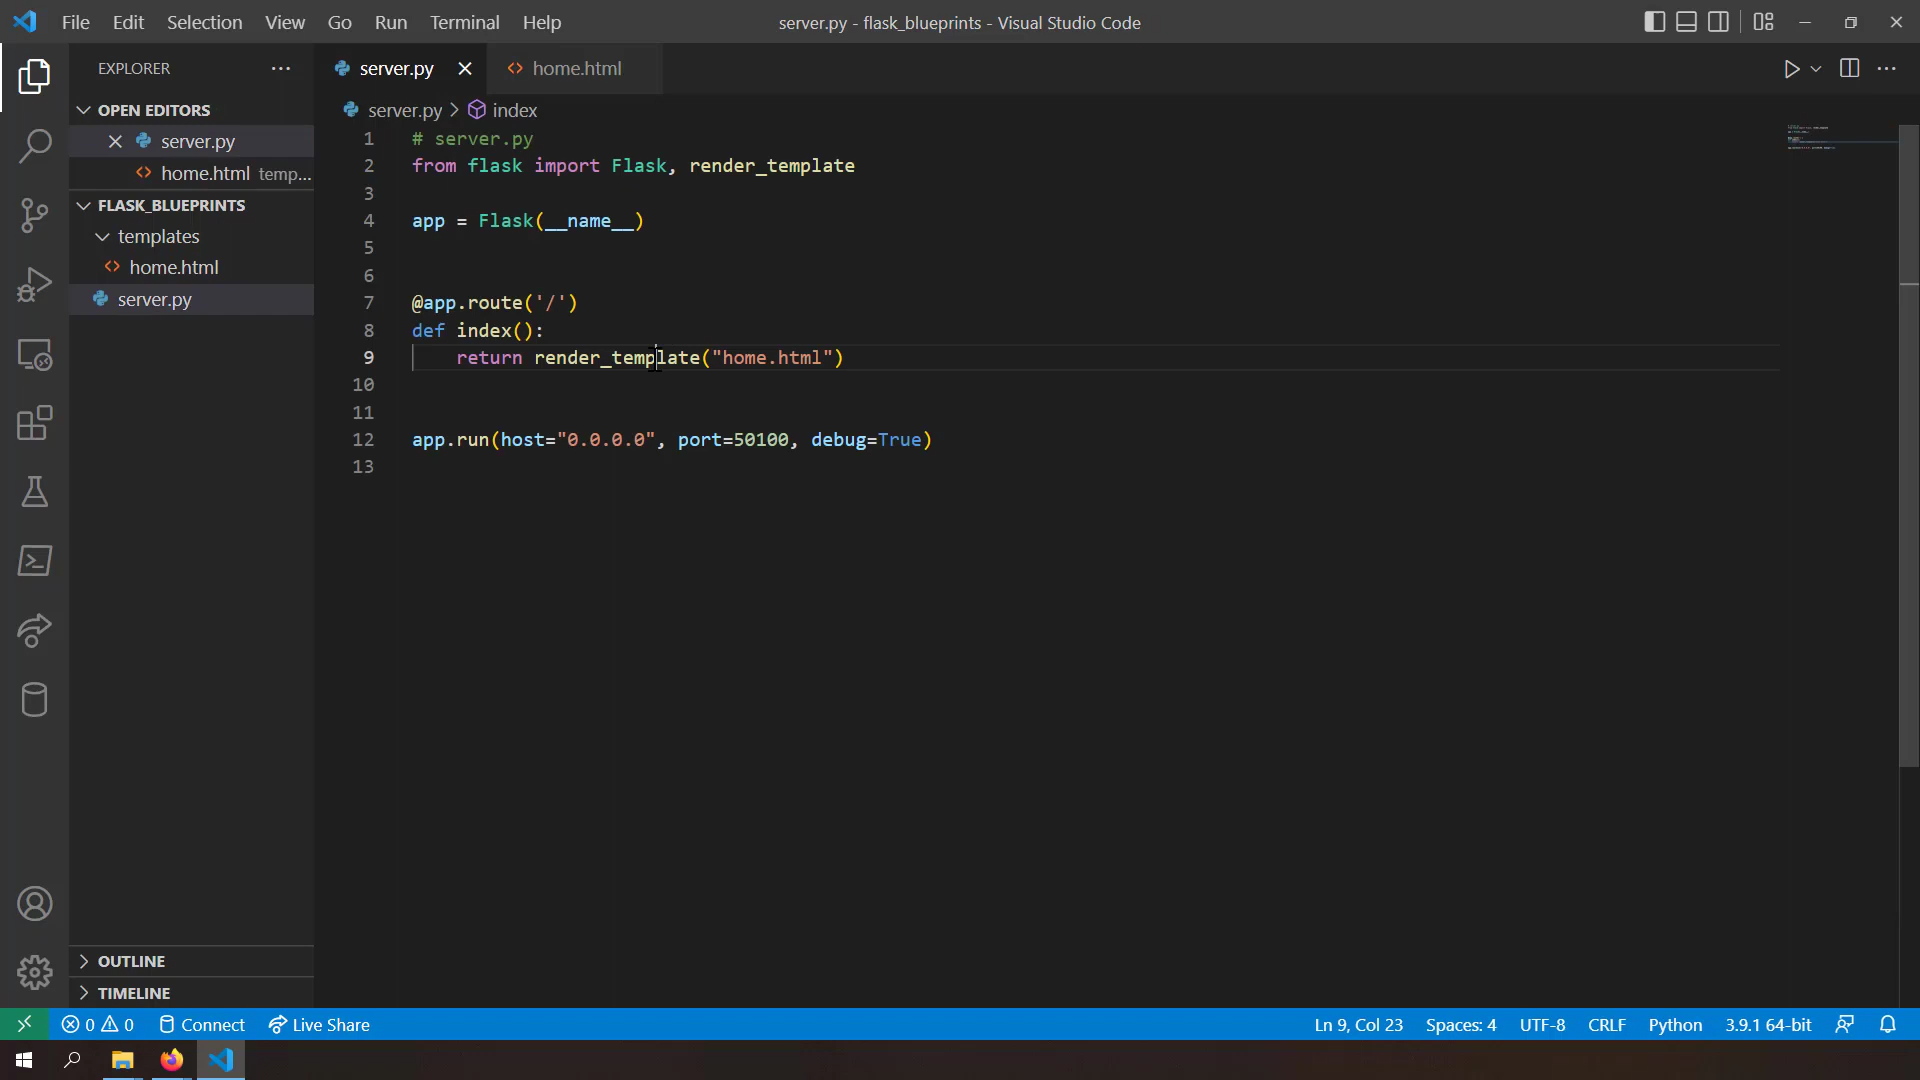 File Edit Selection View Go Run Terminal Help
server.py - flask_blueprints - Visual Studio Code
EXPLORER
OPEN EDITORS
server.py
home.html temp...
FLASK_BLUEPRINTS
templates
home.html
server.py
OUTLINE
TIMELINE
server.py
home.html
server.py > index
1 # server.py
2 from flask import Flask, render_template
3
4 app = Flask(__name__)
5
6
7 @app.route('/')
8 def index():
9     return render_template("home.html")
10
11
12 app.run(host="0.0.0.0", port=50100, debug=True)
13
0 0 Connect Live Share
Ln 9, Col 23 Spaces: 4 UTF-8 CRLF Python 3.9.1 64-bit